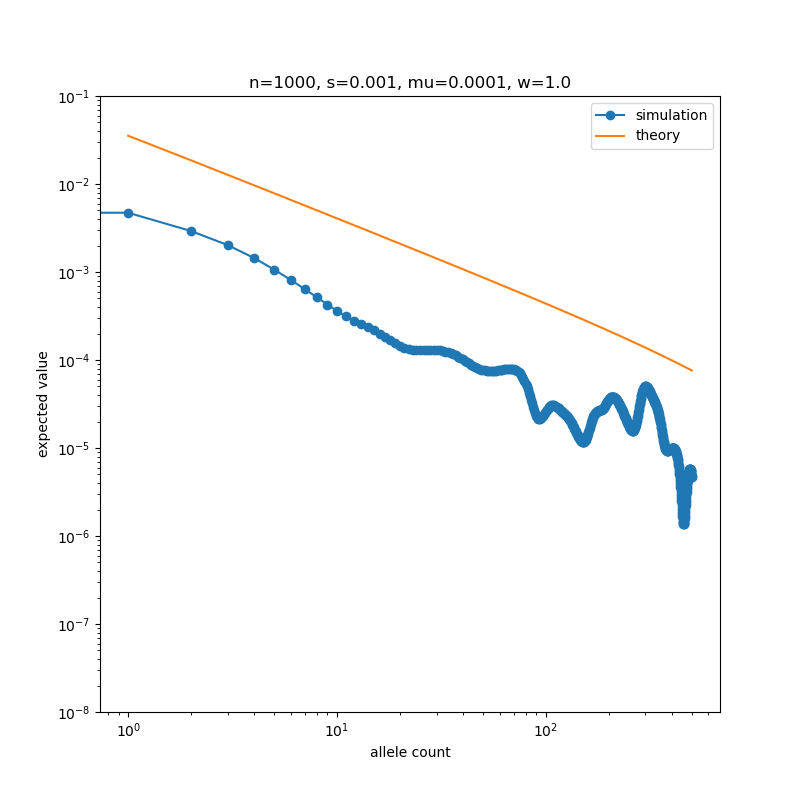 n=1000, s=0.001, mu=0.0001, w=1.0
simulation
theory
10⁻¹
10⁻²
10⁻³
10⁻⁴
10⁻⁵
10⁻⁶
10⁻⁷
10⁻⁸
expected value
10⁰ 10¹ 10²
allele count